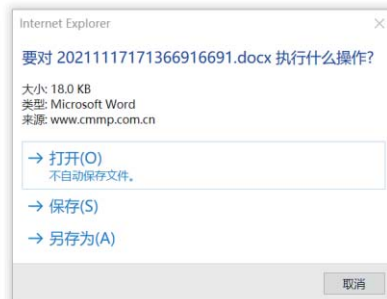 Internet Explorer
要对 20211117171366916691.docx 执行什么操作?
大小: 18.0 KB
类型: Microsoft Word
来源: www.cmmp.com.cn
→ 打开(O)
不自动保存文件。
→ 保存(S)
→ 另存为(A)
取消